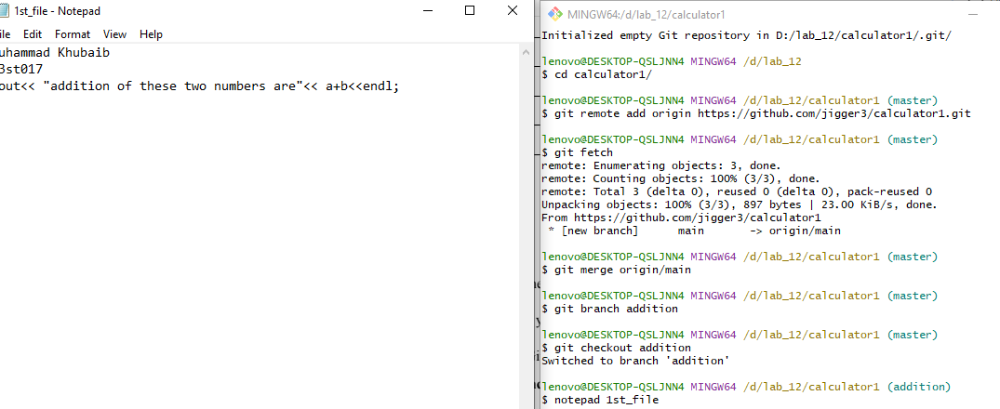 1st_file - Notepad
ile Edit Format View Help
uhammad Khubaib
3st017
out<< "addition of these two numbers are"<< a+b<<endl;
MINGW64:/d/lab_12/calculator1
Initialized empty Git repository in D:/lab_12/calculator1/.git/
lenovo@DESKTOP-QSLJNN4 MINGW64 /d/lab_12
$ cd calculator1/
lenovo@DESKTOP-QSLJNN4 MINGW64 /d/lab_12/calculator1 (master)
$ git remote add origin https://github.com/jigger3/calculator1.git
lenovo@DESKTOP-QSLJNN4 MINGW64 /d/lab_12/calculator1 (master)
$ git fetch
remote: Enumerating objects: 3, done.
remote: Counting objects: 100% (3/3), done.
remote: Total 3 (delta 0), reused 0 (delta 0), pack-reused 0
Unpacking objects: 100% (3/3), 897 bytes | 23.00 KiB/s, done.
From https://github.com/jigger3/calculator1
* [new branch] main -> origin/main
lenovo@DESKTOP-QSLJNN4 MINGW64 /d/lab_12/calculator1 (master)
$ git merge origin/main
lenovo@DESKTOP-QSLJNN4 MINGW64 /d/lab_12/calculator1 (master)
$ git branch addition
lenovo@DESKTOP-QSLJNN4 MINGW64 /d/lab_12/calculator1 (master)
$ git checkout addition
Switched to branch 'addition'
lenovo@DESKTOP-QSLJNN4 MINGW64 /d/lab_12/calculator1 (addition)
$ notepad 1st_file